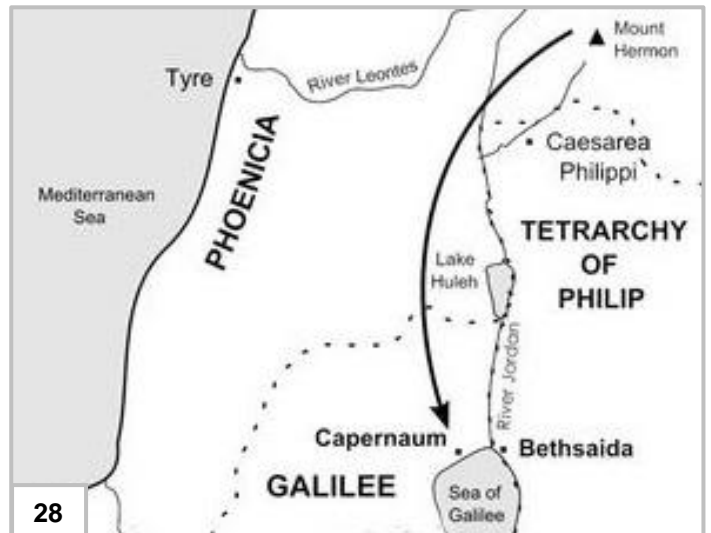 Mount
Hermon
Tyre
River Leontes
Caesarea
Philippi
PHOENICIA
Mediterranean
Sea
TETRARCHY
OF
PHILIP
Lake
Huleh
River Jordan
Capernaum
Bethsaida
GALILEE
Sea of
Galilee
28